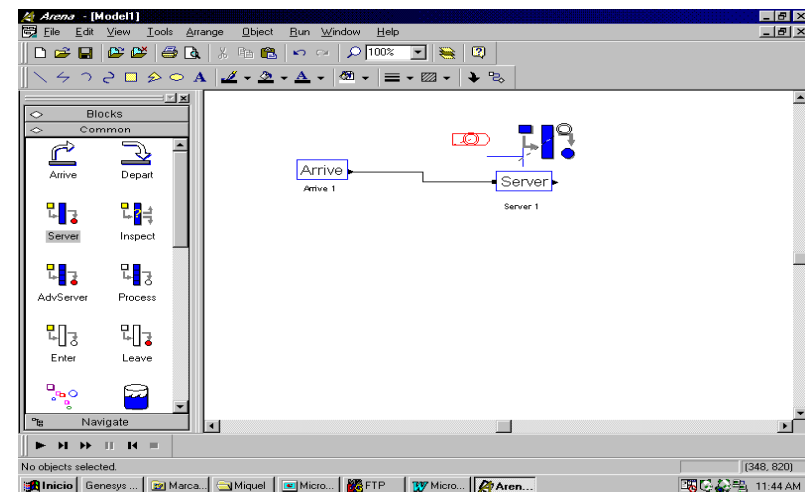 Arena - [Model1]
File Edit View Tools Arrange Object Run Window Help
100%
A A
Blocks
Common
Arrive Depart
Server Inspect
AdvServer Process
Enter Leave
Navigate
Arrive
Arrive 1
Server
Server 1
No objects selected. (348, 820)
Inicio Genesys ... Marca... Miquel Micro... FTP Micro... Aren... 11:44 AM